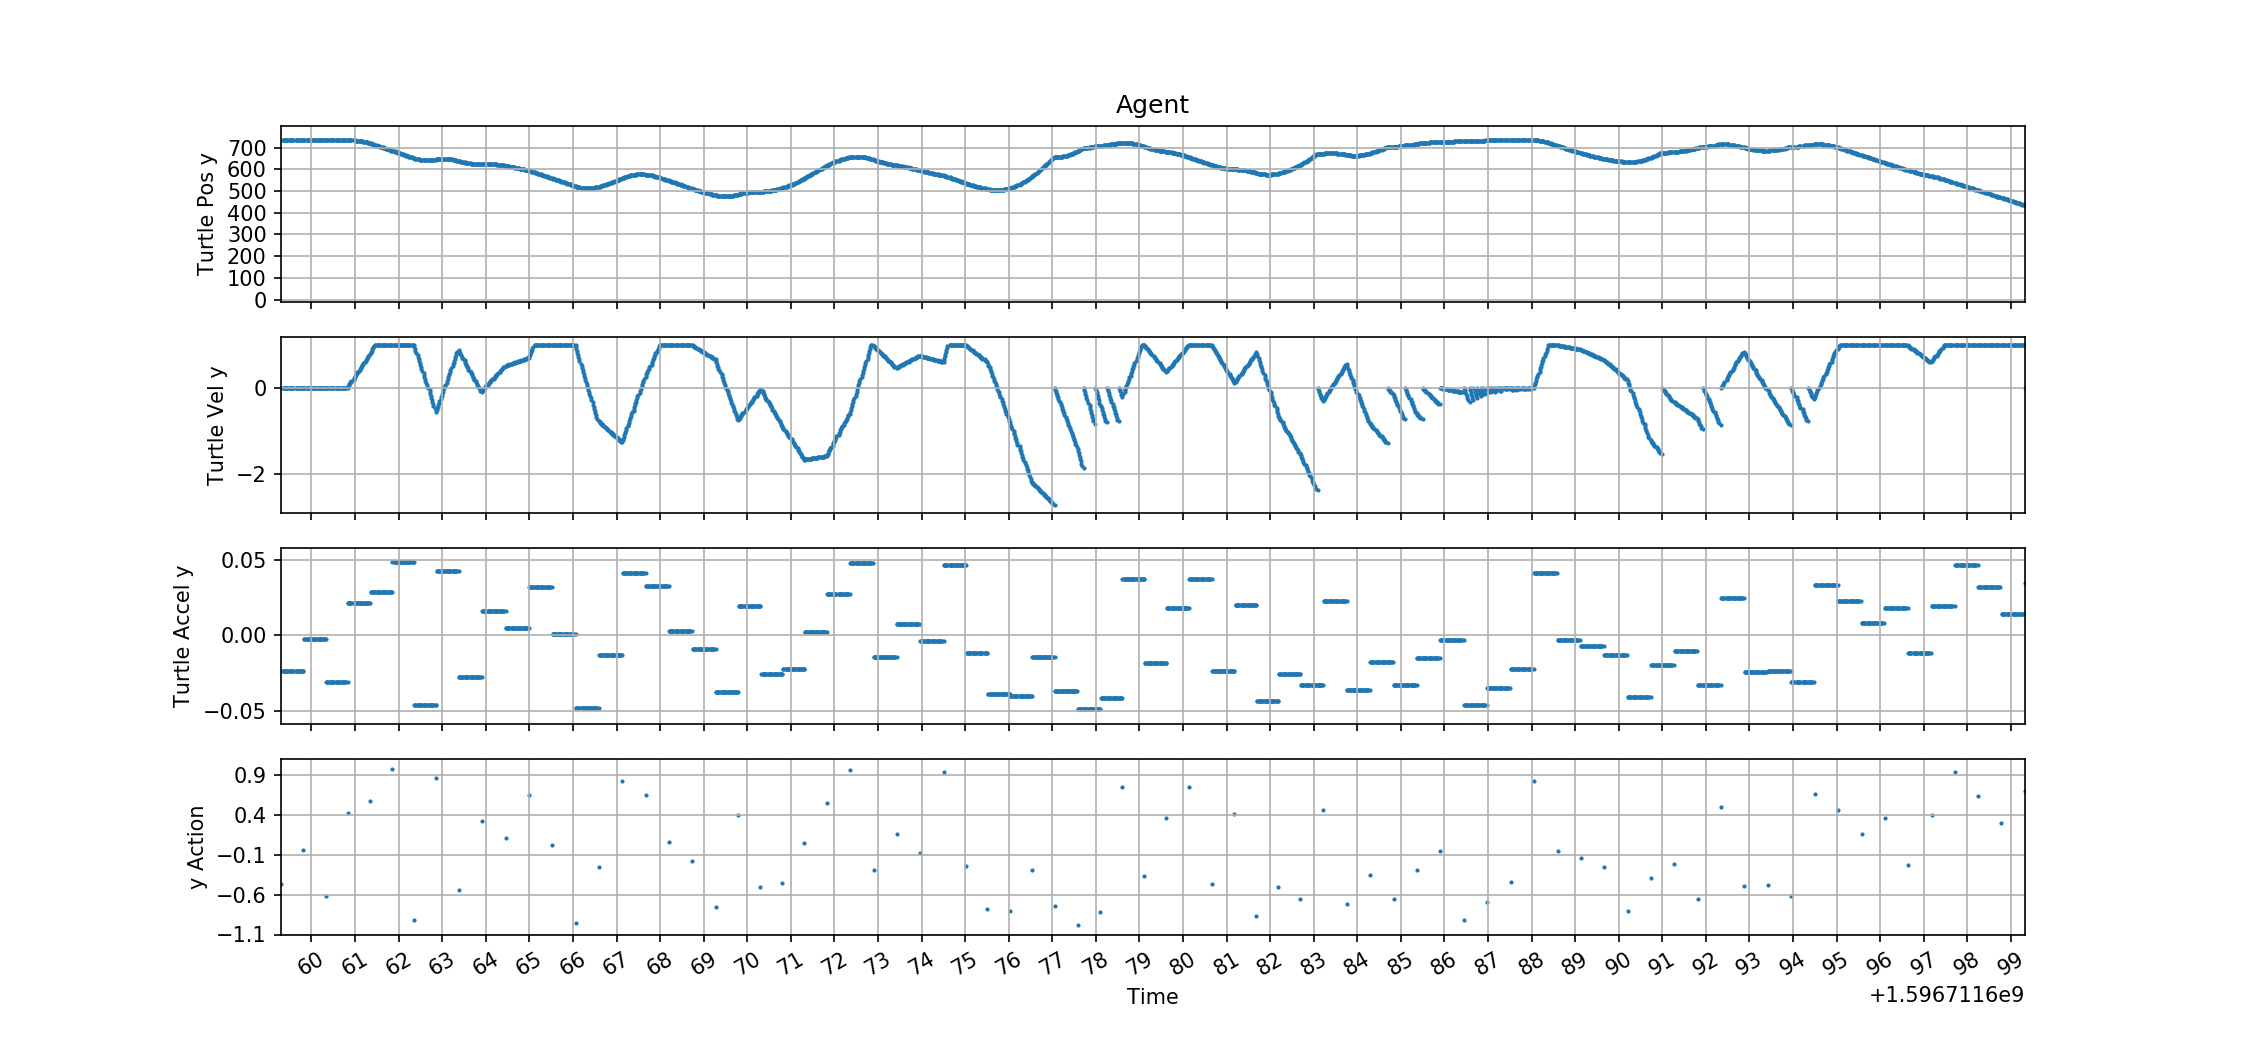 Agent
Turtle Pos y
700
600
500
400
300
200
100
0
Turtle Vel y
0
−2
Turtle Accel y
0.05
0.00
−0.05
y Action
0.9
0.4
−0.1
−0.6
−1.1
60 61 62 63 64 65 66 67 68 69 70 71 72 73 74 75 76 77 78 79 80 81 82 83 84 85 86 87 88 89 90 91 92 93 94 95 96 97 98 99
Time
+1.5967116e9